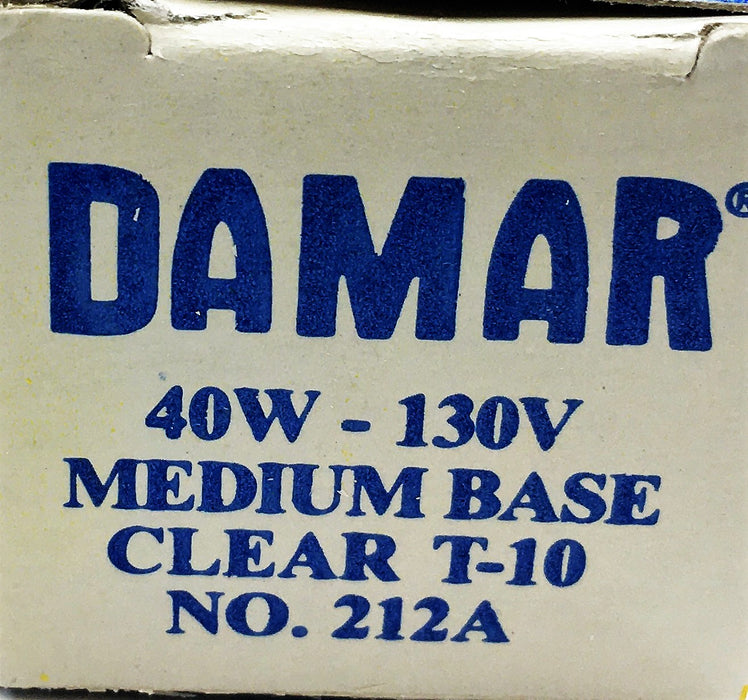 DAMAR®
40W - 130V
MEDIUM BASE
CLEAR T-10
NO. 212A